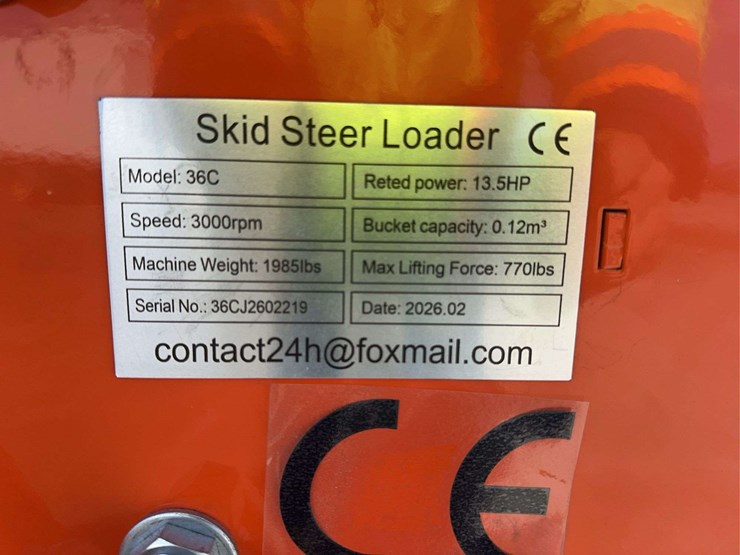 Skid Steer Loader CE
Model: 36C
Reted power: 13.5HP
Speed: 3000rpm
Bucket capacity: 0.12m³
Machine Weight: 1985lbs
Max Lifting Force: 770lbs
Serial No.: 36CJ2602219
Date: 2026.02
contact24h@foxmail.com
CE